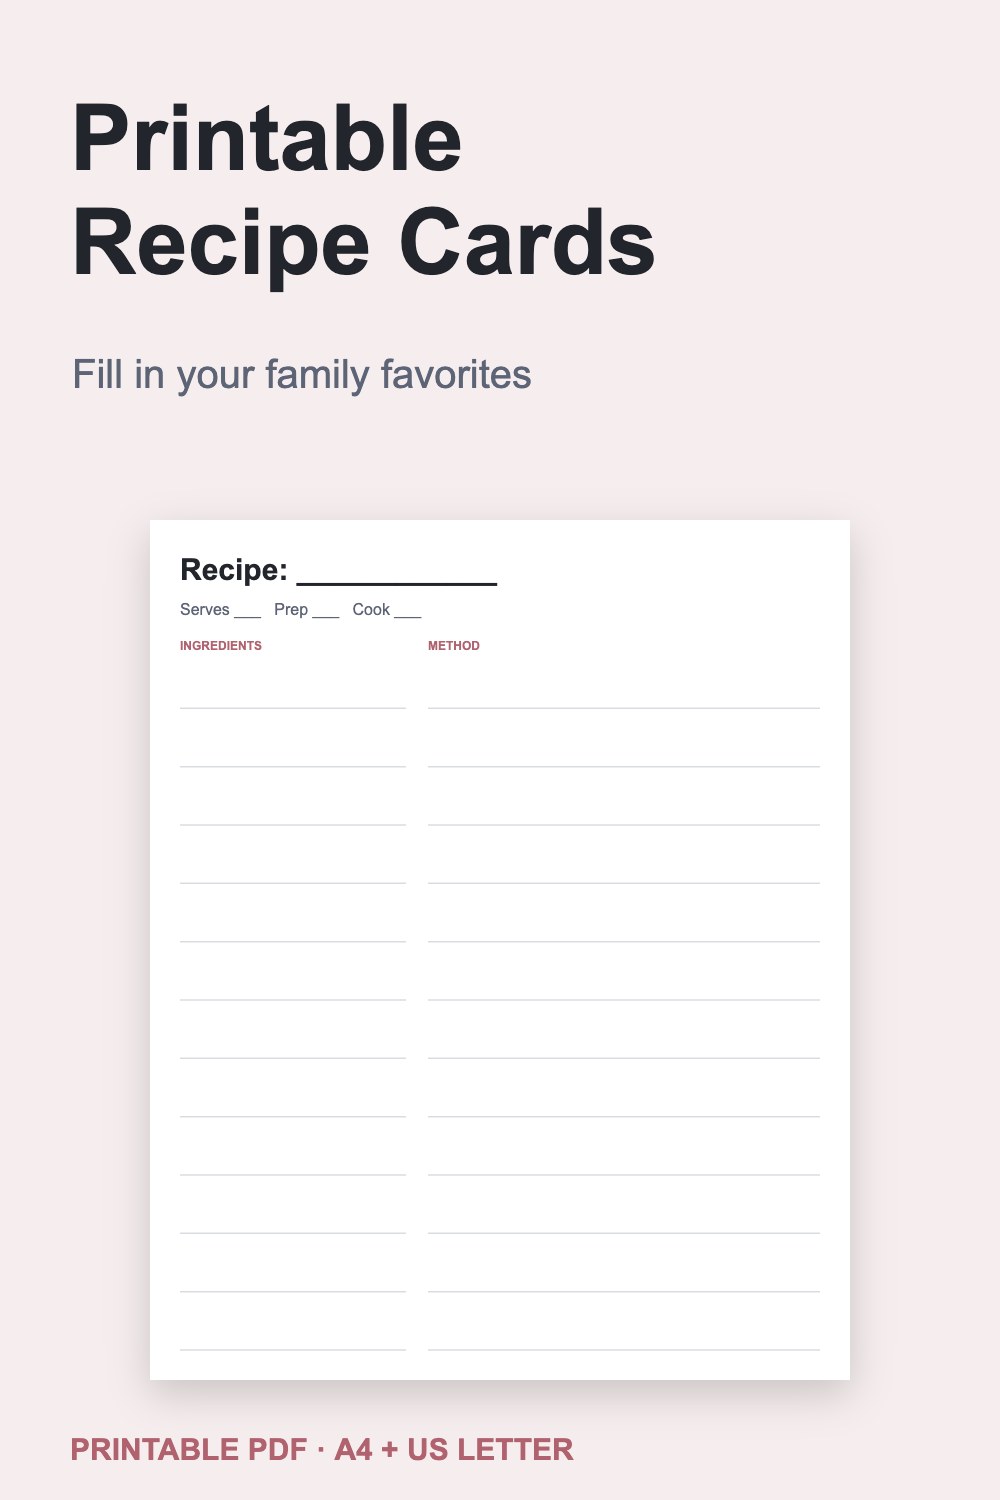 Printable
Recipe Cards
Fill in your family favorites
Recipe: ____________
Serves ___ Prep ___ Cook ___
INGREDIENTS METHOD
PRINTABLE PDF · A4 + US LETTER